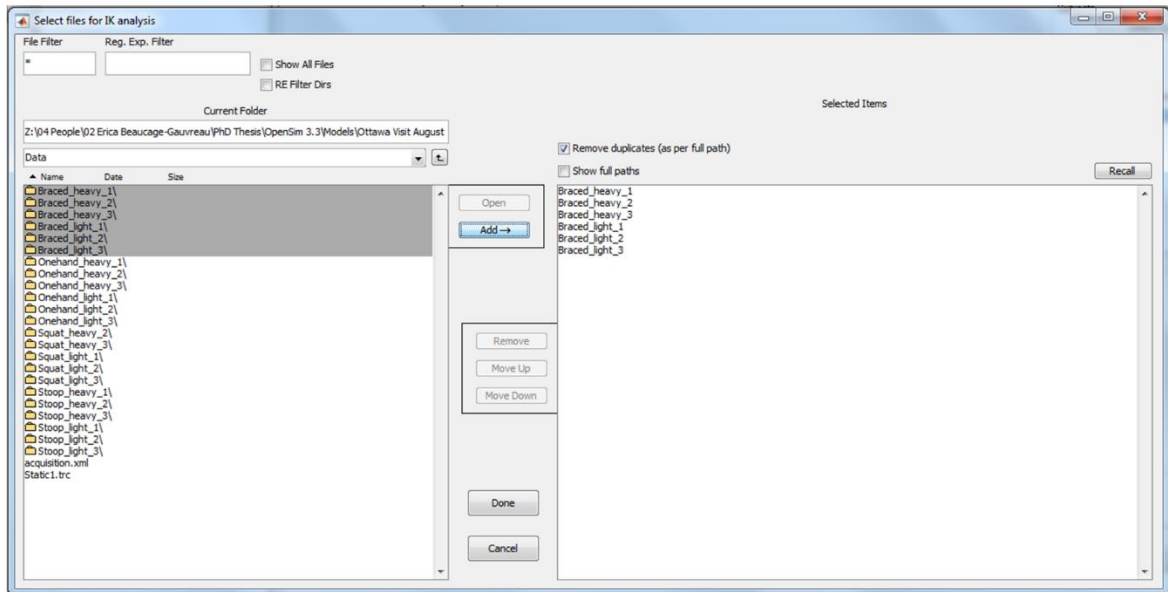 Select files for IK analysis
File Filter Reg. Exp. Filter
*
Show All Files
RE Filter Dirs
Current Folder
Selected Items
Z:\04 People\02 Erica Beaucage-Gauvreau\PhD Thesis\OpenSim 3.3\Models\Ottawa Visit August
Remove duplicates (as per full path)
Data
Show full paths
Recall
Name Date Size
Braced_heavy_1\
Braced_heavy_2\
Braced_heavy_3\
Braced_light_1\
Braced_light_2\
Braced_light_3\
Onehand_heavy_1\
Onehand_heavy_2\
Onehand_heavy_3\
Onehand_light_1\
Onehand_light_2\
Onehand_light_3\
Squat_heavy_2\
Squat_heavy_3\
Squat_light_1\
Squat_light_2\
Squat_light_3\
Stoop_heavy_1\
Stoop_heavy_2\
Stoop_heavy_3\
Stoop_light_1\
Stoop_light_2\
Stoop_light_3\
acquisition.xml
Static1.trc
Open
Add →
Remove
Move Up
Move Down
Done
Cancel
Braced_heavy_1
Braced_heavy_2
Braced_heavy_3
Braced_light_1
Braced_light_2
Braced_light_3